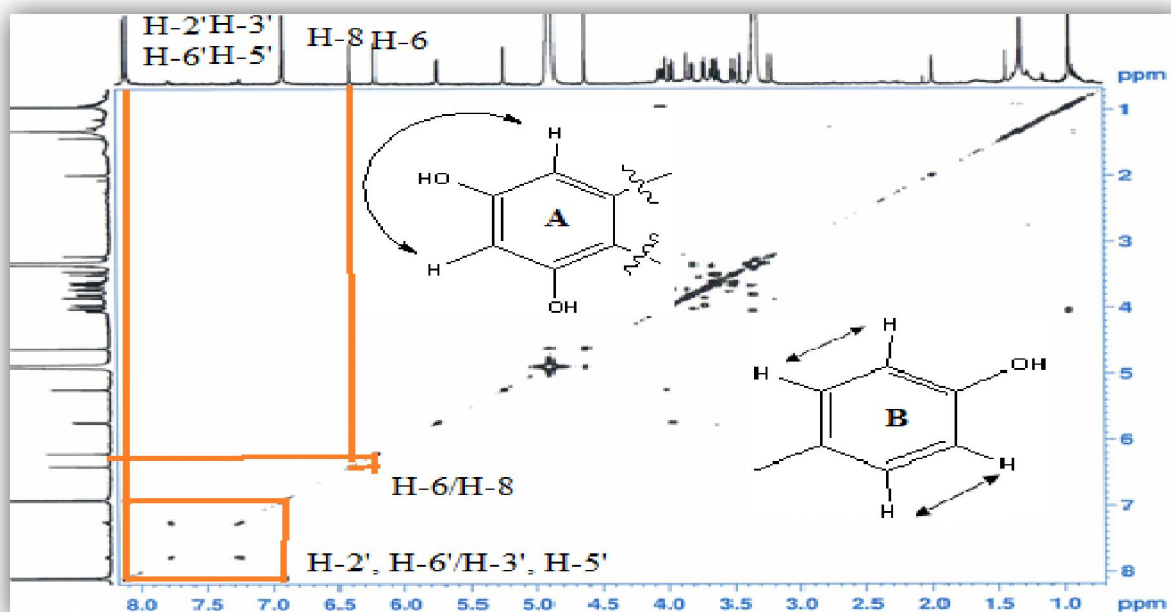 H-2'H-3'
H-6'H-5'
H-8 H-6
ppm
1
2
3
4
5
6
7
8
H
HO
A
H
OH
H
H
OH
B
H
H
H-6/H-8
H-2', H-6'/H-3', H-5'
8.0 7.5 7.0 6.5 6.0 5.5 5.0 4.5 4.0 3.5 3.0 2.5 2.0 1.5 1.0 ppm